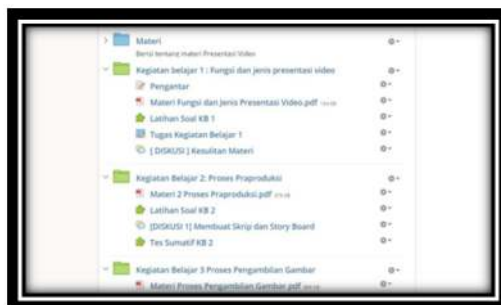 Materi
Berisi tentang materi Presentasi Video
Kegiatan belajar 1 : Fungsi dan jenis presentasi video
Pengantar
Materi Fungsi dan Jenis Presentasi Video.pdf
Latihan Soal KB 1
Tugas Kegiatan Belajar 1
[ DISKUSI ] Kesulitan Materi
Kegiatan Belajar 2: Proses Praproduksi
Materi 2 Proses Praproduksi.pdf
Latihan Soal KB 2
[DISKUSI 1] Membuat Skrip dan Story Board
Tes Sumatif KB 2
Kegiatan Belajar 3 Proses Pengambilan Gambar
Materi Proses Pengambilan Gambar.pdf